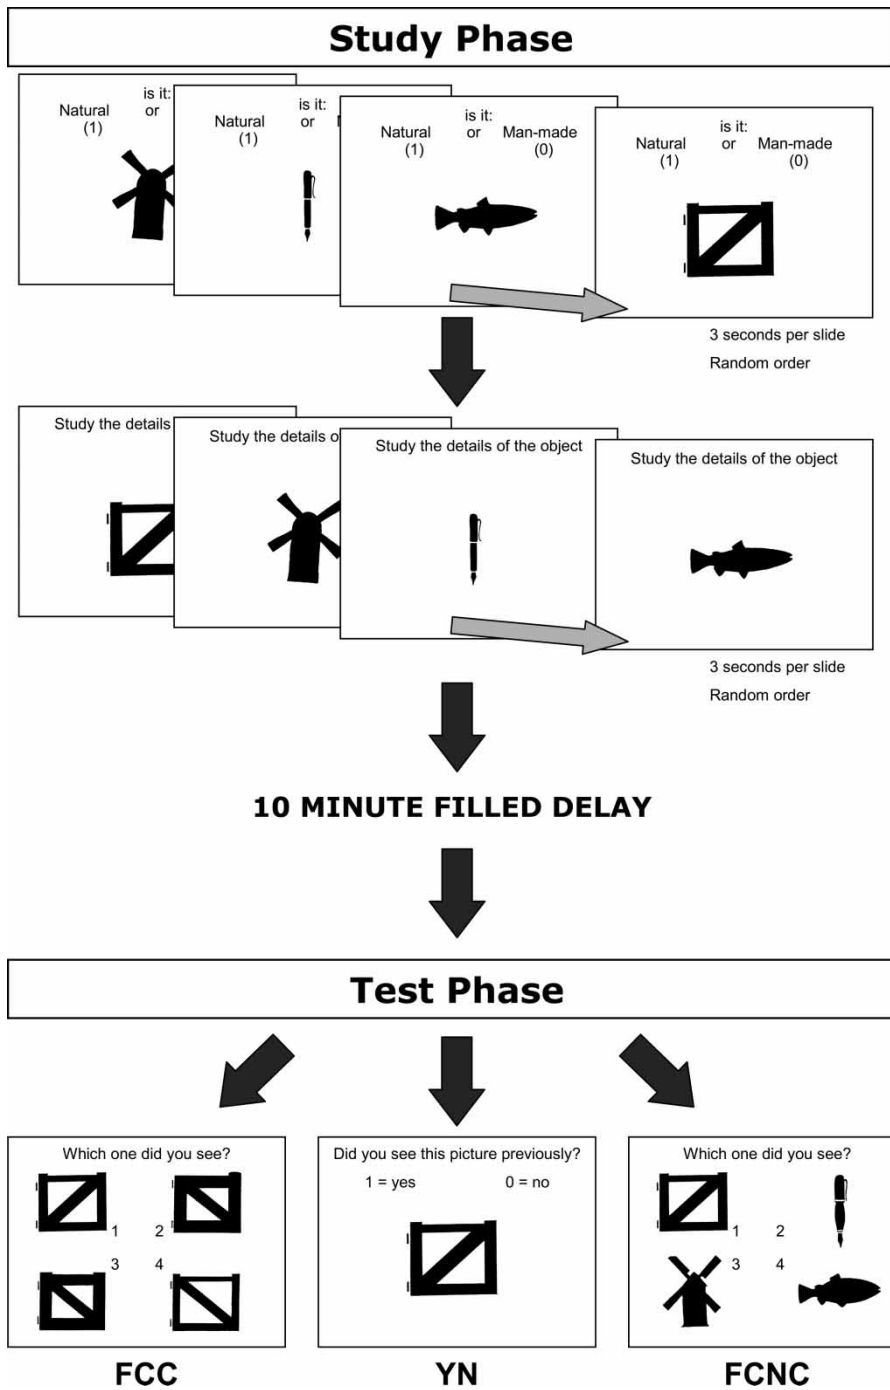 Study Phase
is it:
Natural or
(1)
is it:
Natural or
(1)
is it:
Natural or Man-made
(1) (0)
is it:
Natural or Man-made
(1) (0)
3 seconds per slide
Random order
Study the details
Study the details o
Study the details of the object
Study the details of the object
3 seconds per slide
Random order
10 MINUTE FILLED DELAY
Test Phase
Which one did you see?
1 2
3 4
Did you see this picture previously?
1 = yes 0 = no
Which one did you see?
1 2
3 4
FCC YN FCNC